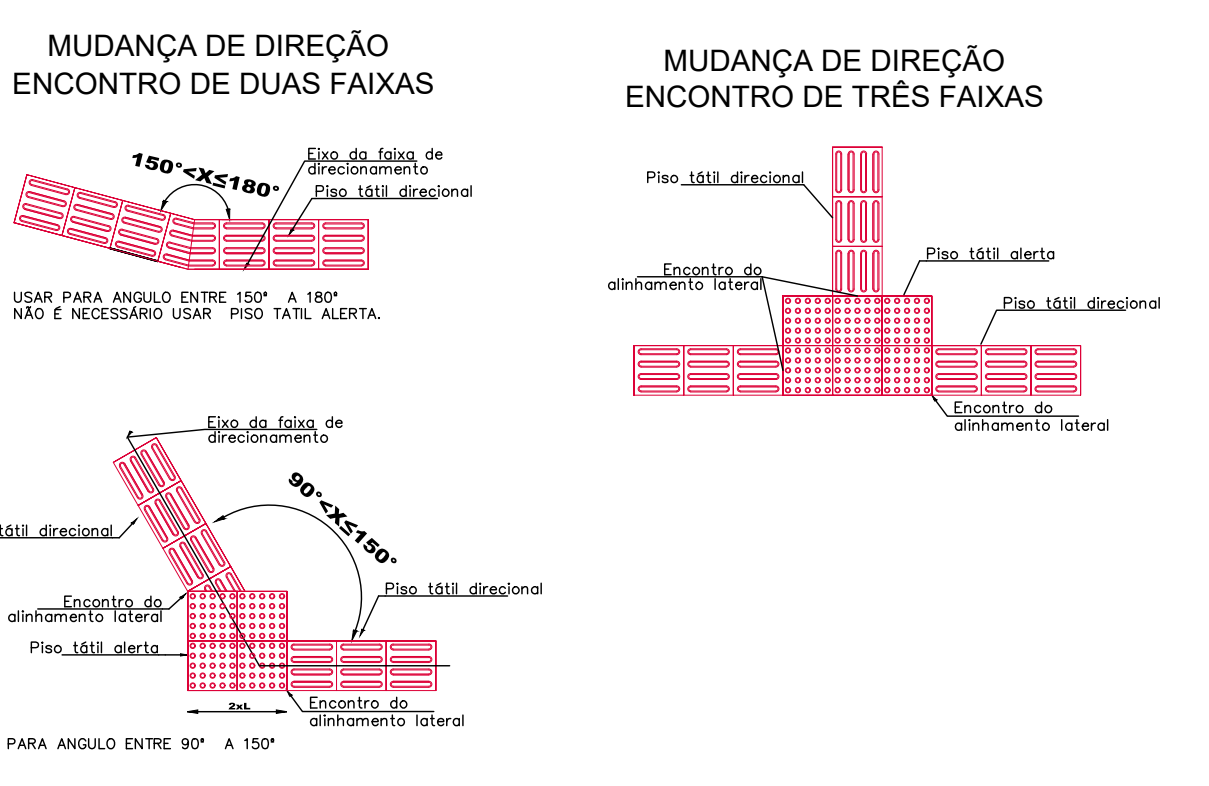 MUDANÇA DE DIREÇÃO
ENCONTRO DE DUAS FAIXAS
150°<X≤180°
Eixo da faixa de
direcionamento
Piso tátil direcional
USAR PARA ANGULO ENTRE 150° A 180°
NÃO É NECESSÁRIO USAR PISO TATIL ALERTA.
Eixo da faixa de
direcionamento
90°<X≤150°
tátil direcional
Piso tátil direcional
Encontro do
alinhamento lateral
Piso tátil alerta
2xL
Encontro do
alinhamento lateral
PARA ANGULO ENTRE 90° A 150°
MUDANÇA DE DIREÇÃO
ENCONTRO DE TRÊS FAIXAS
Piso tátil direcional
Piso tátil alerta
Encontro do
alinhamento lateral
Piso tátil direcional
Encontro do
alinhamento lateral